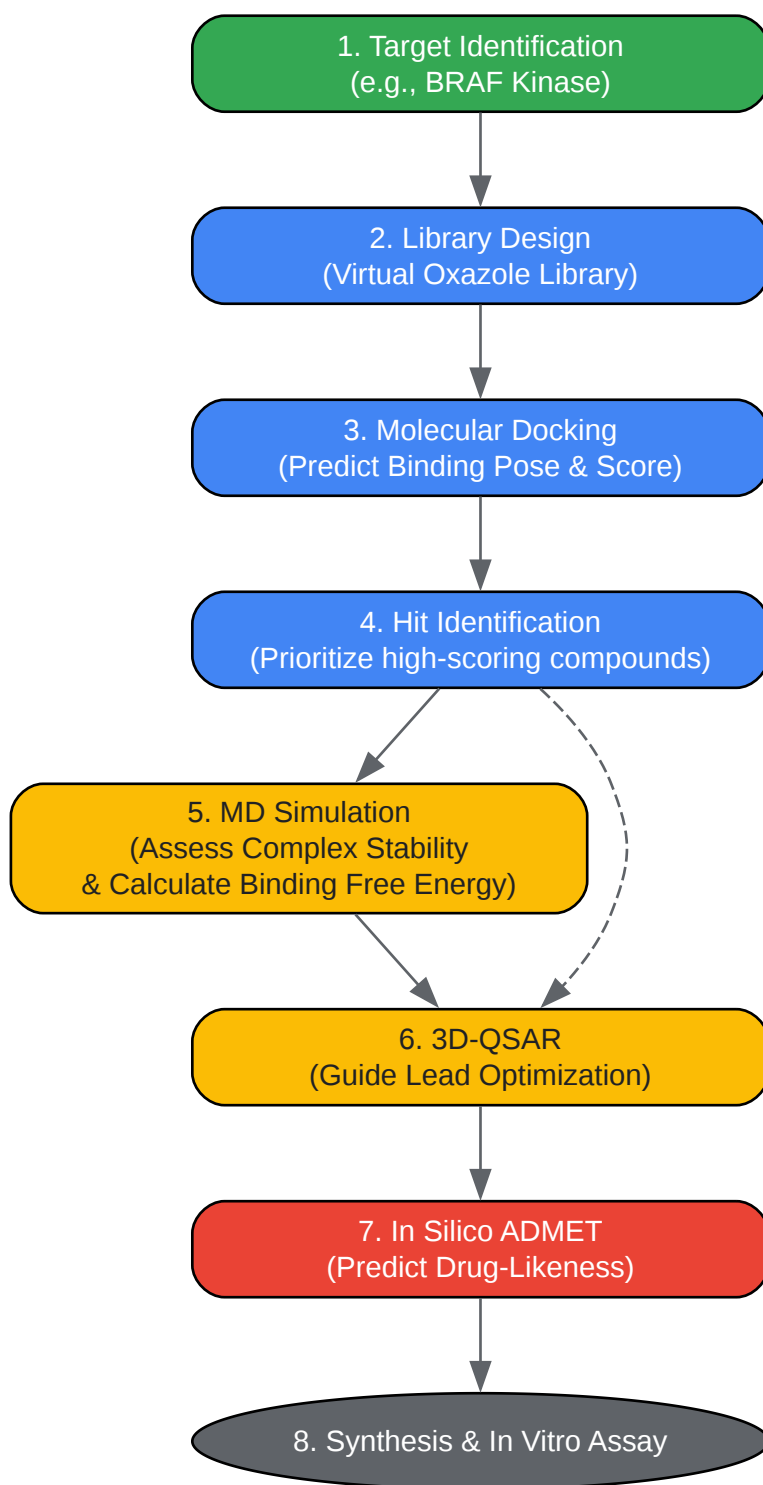 1. Target Identification
(e.g., BRAF Kinase)
2. Library Design
(Virtual Oxazole Library)
3. Molecular Docking
(Predict Binding Pose & Score)
4. Hit Identification
(Prioritize high-scoring compounds)
5. MD Simulation
(Assess Complex Stability
& Calculate Binding Free Energy)
6. 3D-QSAR
(Guide Lead Optimization)
7. In Silico ADMET
(Predict Drug-Likeness)
8. Synthesis & In Vitro Assay